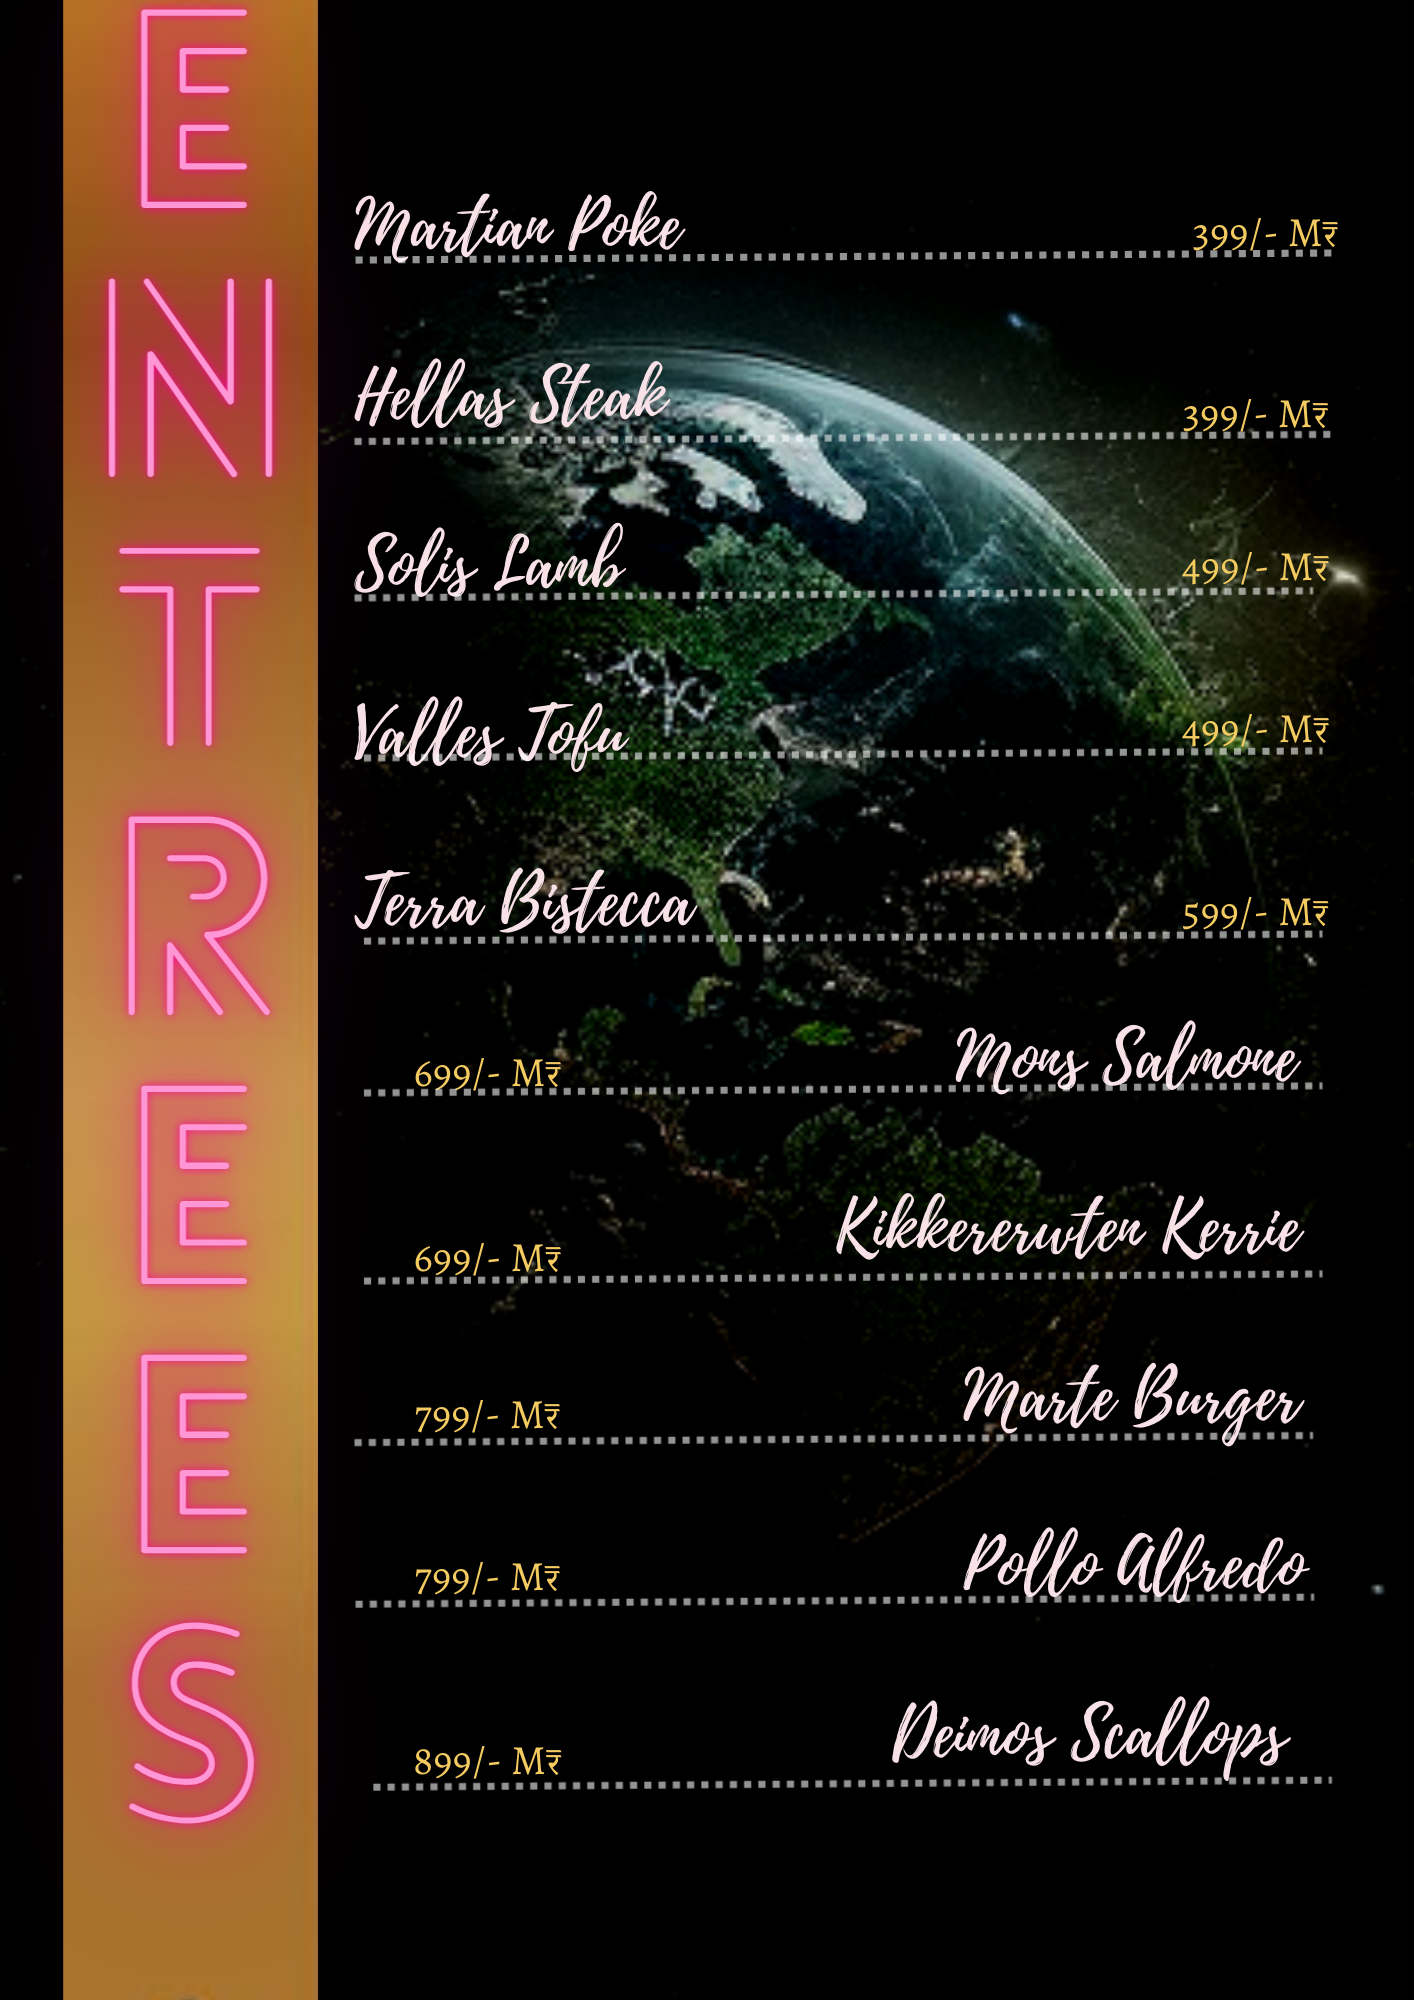 ENTREES
Martian Poke 399/- M₹
Hellas Steak 399/- M₹
Solis Lamb 499/- M₹
Valles Tofu 499/- M₹
Terra Bistecca 599/- M₹
699/- M₹ Mons Salmone
699/- M₹ Kikkererwten Kerrie
799/- M₹ Marte Burger
799/- M₹ Pollo Alfredo
899/- M₹ Deimos Scallops